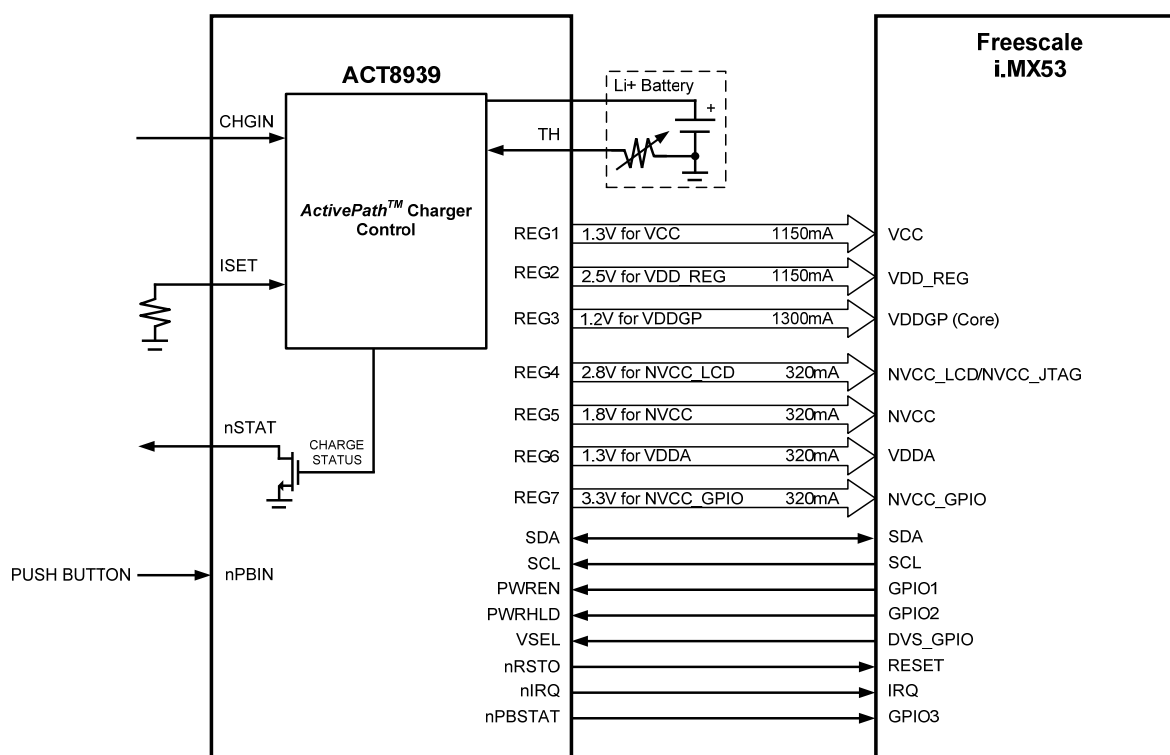 Freescale
i.MX53
ACT8939
Li+ Battery
+
CHGIN
TH
ActivePath™ Charger
Control
REG1 1.3V for VCC 1150mA VCC
ISET
REG2 2.5V for VDD_REG 1150mA VDD_REG
REG3 1.2V for VDDGP 1300mA VDDGP (Core)
REG4 2.8V for NVCC_LCD 320mA NVCC_LCD/NVCC_JTAG
REG5 1.8V for NVCC 320mA NVCC
nSTAT
CHARGE
STATUS
REG6 1.3V for VDDA 320mA VDDA
REG7 3.3V for NVCC_GPIO 320mA NVCC_GPIO
SDA SDA
SCL SCL
PUSH BUTTON nPBIN
PWREN GPIO1
PWRHLD GPIO2
VSEL DVS_GPIO
nRSTO RESET
nIRQ IRQ
nPBSTAT GPIO3